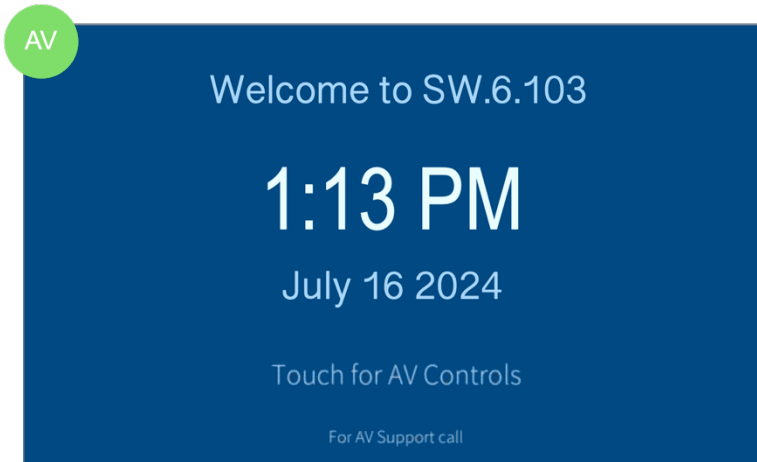 AV
Welcome to SW.6.103
1:13 PM
July 16 2024
Touch for AV Controls
For AV Support call